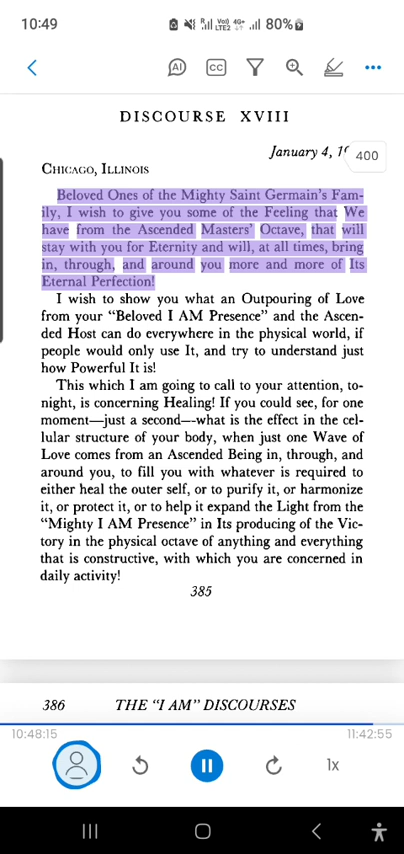 10:49
80%
AI
CC
DISCOURSE XVIII
January 4, 19
400
CHICAGO, ILLINOIS
Beloved Ones of the Mighty Saint Germain's Fam-
ily, I wish to give you some of the Feeling that We
have from the Ascended Masters' Octave, that will
stay with you for Eternity and will, at all times, bring
in, through, and around you more and more of Its
Eternal Perfection!
I wish to show you what an Outpouring of Love
from your "Beloved I AM Presence" and the Ascen-
ded Host can do everywhere in the physical world, if
people would only use It, and try to understand just
how Powerful It is!
This which I am going to call to your attention, to-
night, is concerning Healing! If you could see, for one
moment—just a second—what is the effect in the cel-
lular structure of your body, when just one Wave of
Love comes from an Ascended Being in, through, and
around you, to fill you with whatever is required to
either heal the outer self, or to purify it, or harmonize
it, or protect it, or to help it expand the Light from the
"Mighty I AM Presence" in Its producing of the Vic-
tory in the physical octave of anything and everything
that is constructive, with which you are concerned in
daily activity!
385
386 THE "I AM" DISCOURSES
10:48:15 11:42:55
1x